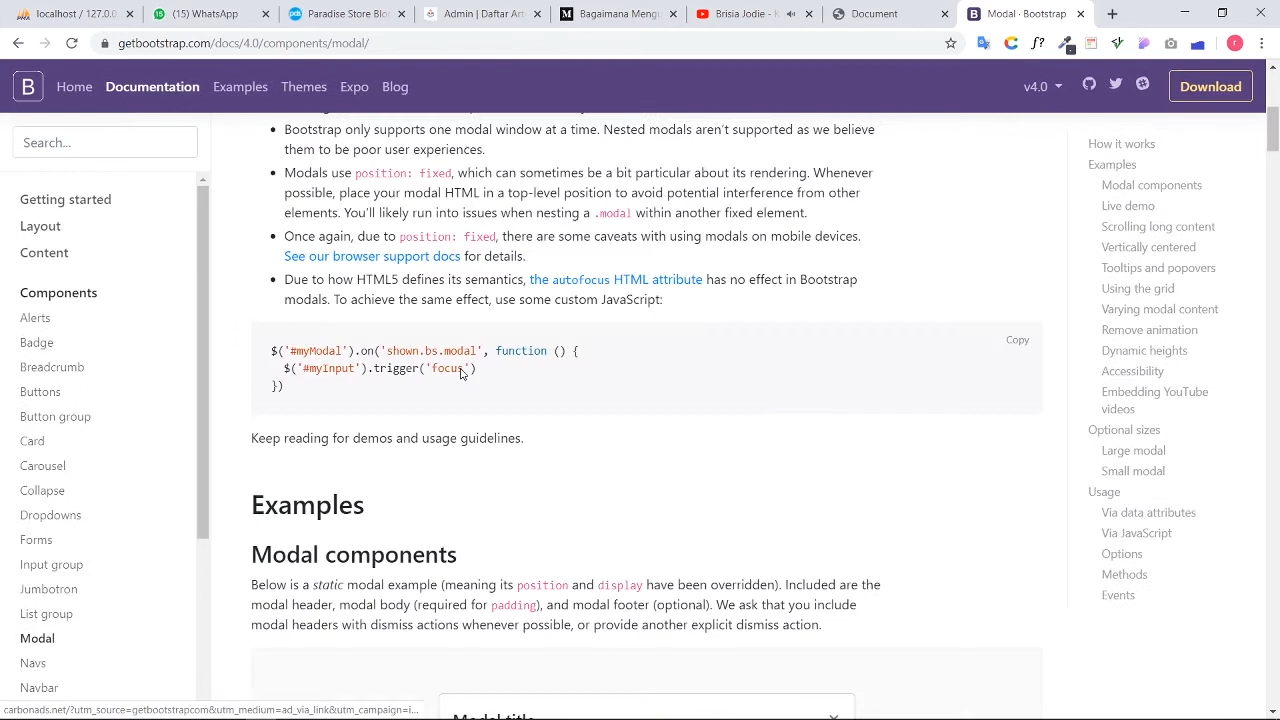 localhost / 127.0.0
(15) WhatsApp
Paradise Store Blo
Admin | Daftar Art
Bagaimana Mengu
Brisia Jodie - K
Document
Modal · Bootstrap
getbootstrap.com/docs/4.0/components/modal/
B
Home
Documentation
Examples
Themes
Expo
Blog
v4.0
Download
Search...
Getting started
Layout
Content
Components
Alerts
Badge
Breadcrumb
Buttons
Button group
Card
Carousel
Collapse
Dropdowns
Forms
Input group
Jumbotron
List group
Modal
Navs
Navbar
Bootstrap only supports one modal window at a time. Nested modals aren't supported as we believe
them to be poor user experiences.
Modals use position: fixed, which can sometimes be a bit particular about its rendering. Whenever
possible, place your modal HTML in a top-level position to avoid potential interference from other
elements. You'll likely run into issues when nesting a .modal within another fixed element.
Once again, due to position: fixed, there are some caveats with using modals on mobile devices.
See our browser support docs for details.
Due to how HTML5 defines its semantics, the autofocus HTML attribute has no effect in Bootstrap
modals. To achieve the same effect, use some custom JavaScript:
Copy
$('#myModal').on('shown.bs.modal', function () {
$('#myInput').trigger('focus')
})
Keep reading for demos and usage guidelines.
Examples
Modal components
Below is a static modal example (meaning its position and display have been overridden). Included are the
modal header, modal body (required for padding), and modal footer (optional). We ask that you include
modal headers with dismiss actions whenever possible, or provide another explicit dismiss action.
Modal title
How it works
Examples
Modal components
Live demo
Scrolling long content
Vertically centered
Tooltips and popovers
Using the grid
Varying modal content
Remove animation
Dynamic heights
Accessibility
Embedding YouTube
videos
Optional sizes
Large modal
Small modal
Usage
Via data attributes
Via JavaScript
Options
Methods
Events
carbonads.net/?utm_source=getbootstrapcom&utm_medium=ad_via_link&utm_campaign=i...